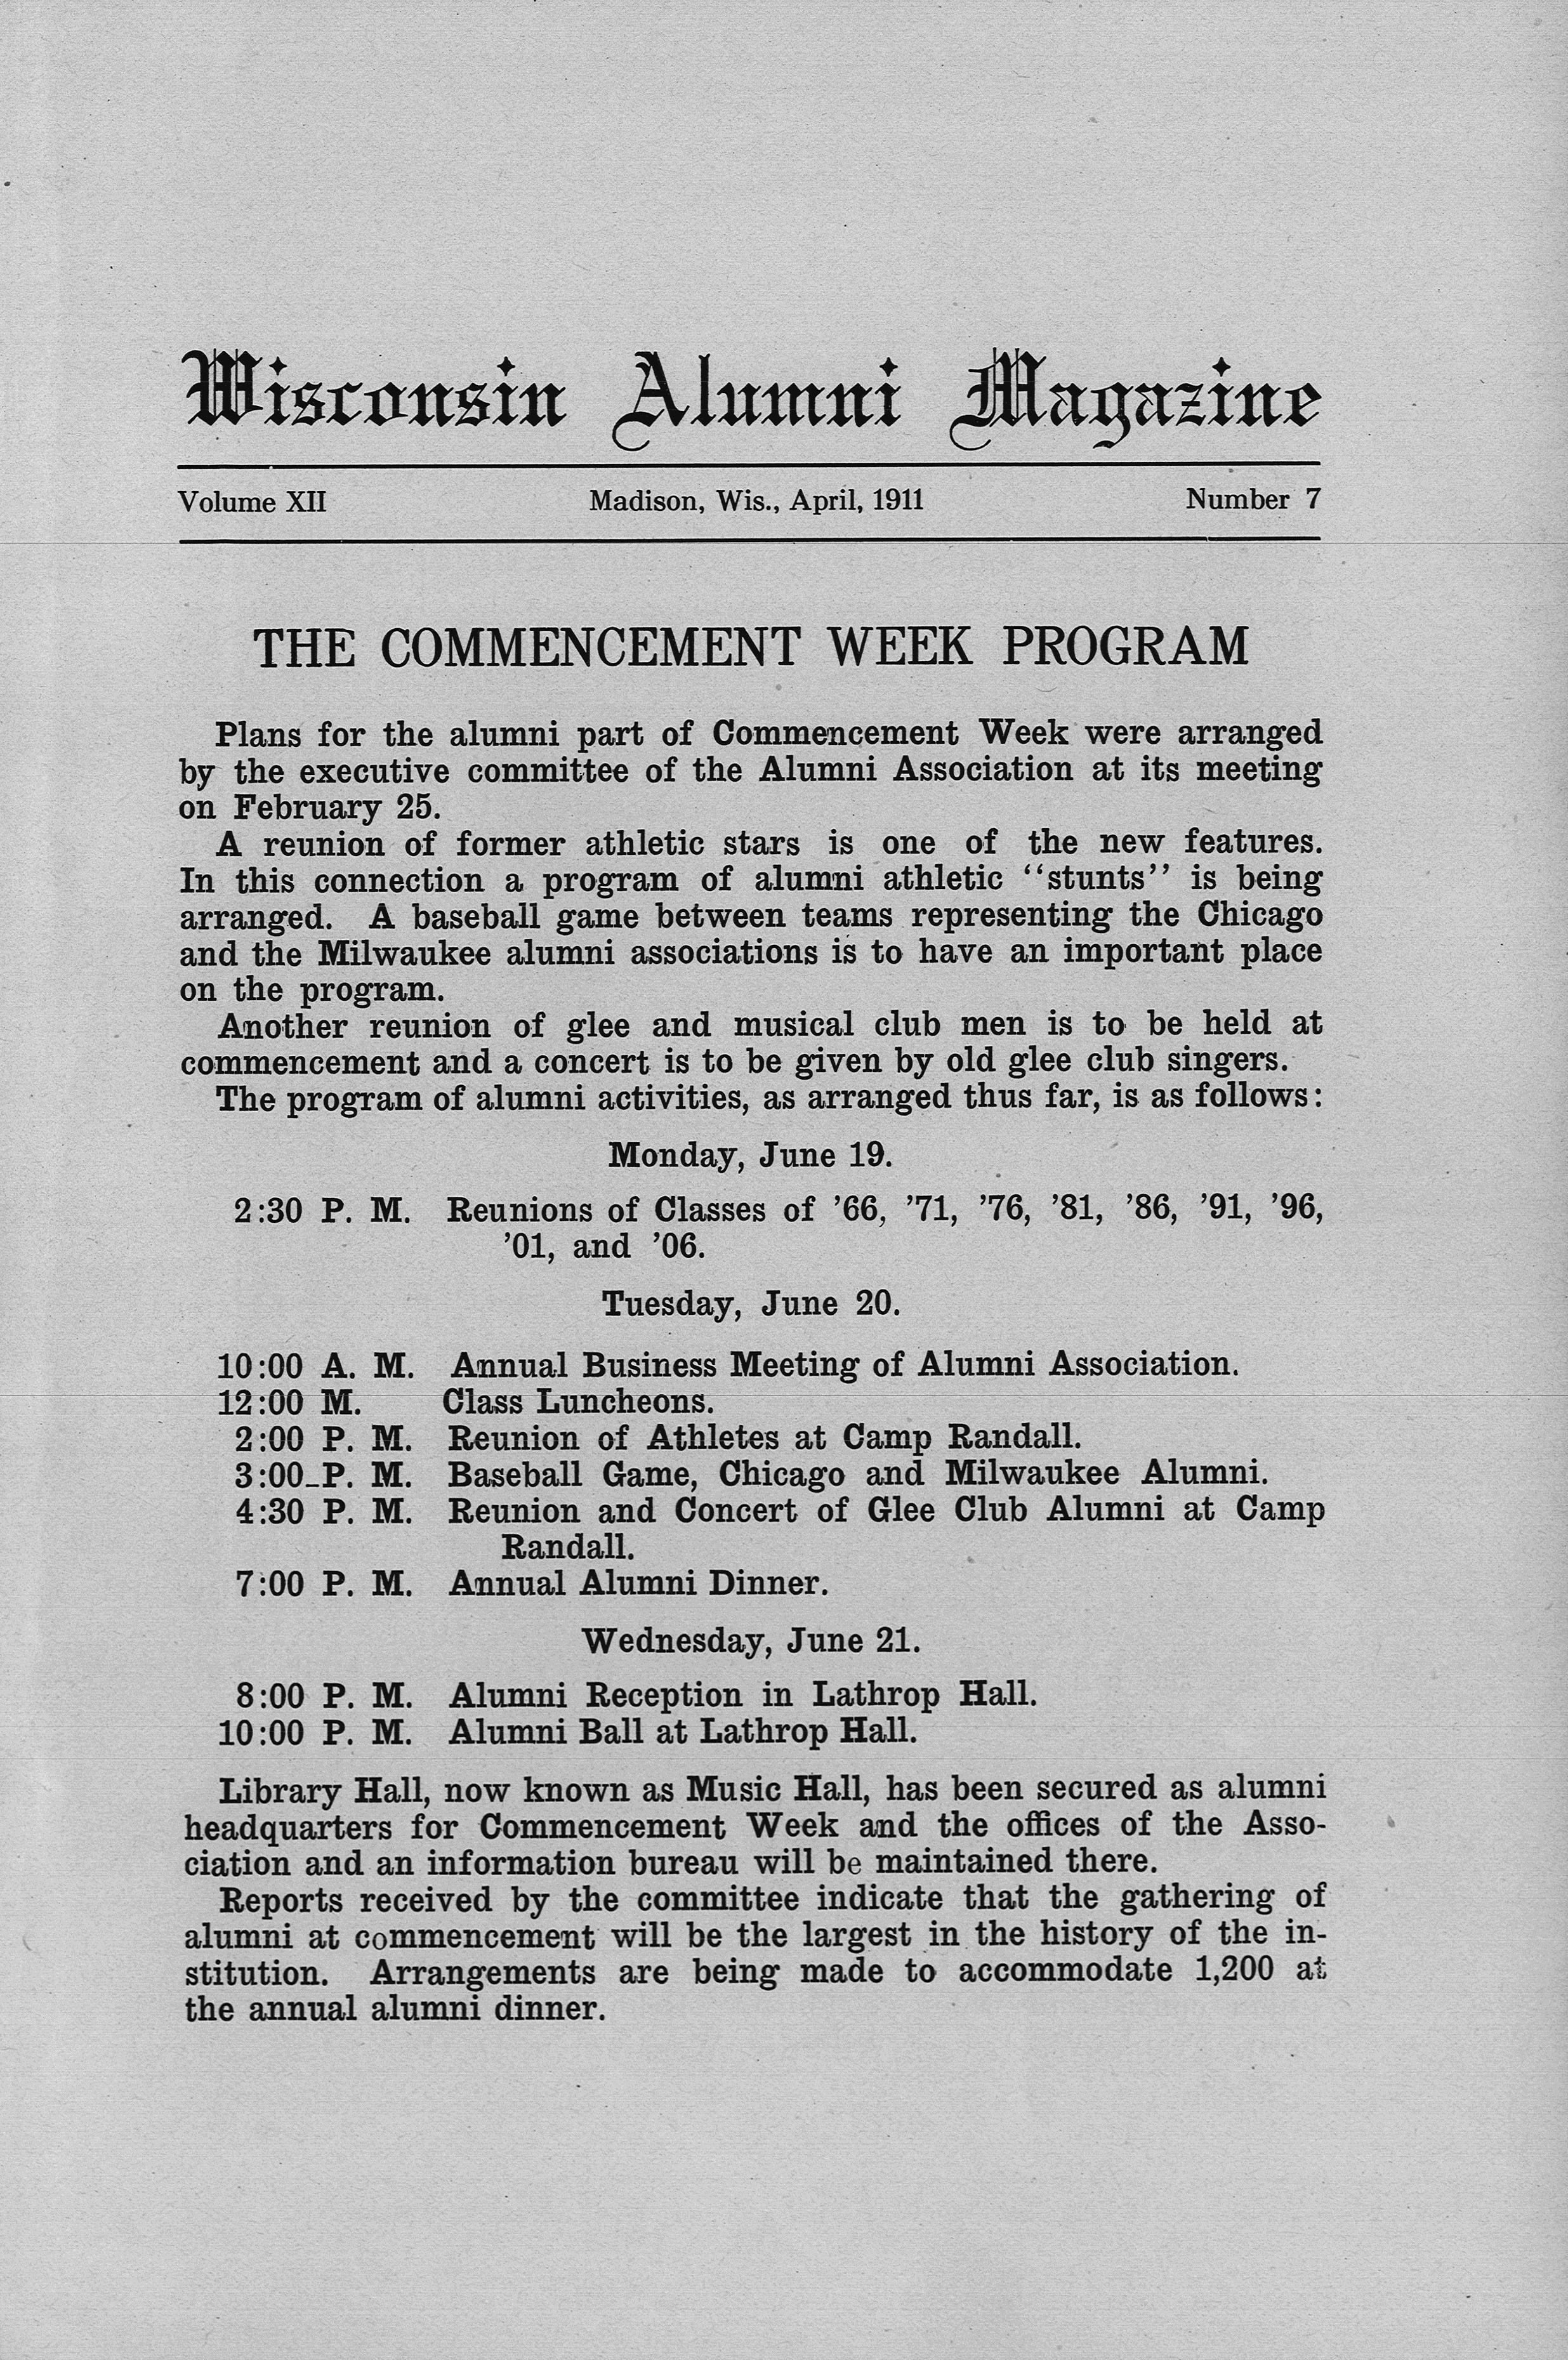 Wisconsin Alumni Magazine
Volume XII Madison, Wis., April, 1911 Number 7
THE COMMENCEMENT WEEK PROGRAM
Plans for the alumni part of Commencement Week were arranged
by the executive committee of the Alumni Association at its meeting
on February 25.
A reunion of former athletic stars is one of the new features.
In this connection a program of alumni athletic ‘‘stunts’’ is being
arranged. A baseball game between teams representing the Chicago
and the Milwaukee alumni associations is to have an important place
on the program.
Another reunion of glee and musical club men is to be held at
commencement and a concert is to be given by old glee club singers.
The program of alumni activities, as arranged thus far, is as follows:
Monday, June 19.
2:30 P. M. Reunions of Classes of ’66, ’71, ’76, ’81, ’86, ’91, ’96,
’01, and ’06.
Tuesday, June 20.
10:00 A. M. Annual Business Meeting of Alumni Association.
12:00 M. Class Luncheons.
2:00 P. M. Reunion of Athletes at Camp Randall.
3:00 P. M. Baseball Game, Chicago and Milwaukee Alumni.
4:30 P. M. Reunion and Concert of Glee Club Alumni at Camp
Randall.
7:00 P. M. Annual Alumni Dinner.
Wednesday, June 21.
8:00 P. M. Alumni Reception in Lathrop Hall.
10:00 P. M. Alumni Ball at Lathrop Hall.
Library Hall, now known as Music Hall, has been secured as alumni
headquarters for Commencement Week and the offices of the Asso-
ciation and an information bureau will be maintained there.
Reports received by the committee indicate that the gathering of
alumni at commencement will be the largest in the history of the in-
stitution. Arrangements are being made to accommodate 1,200 at
the annual alumni dinner.